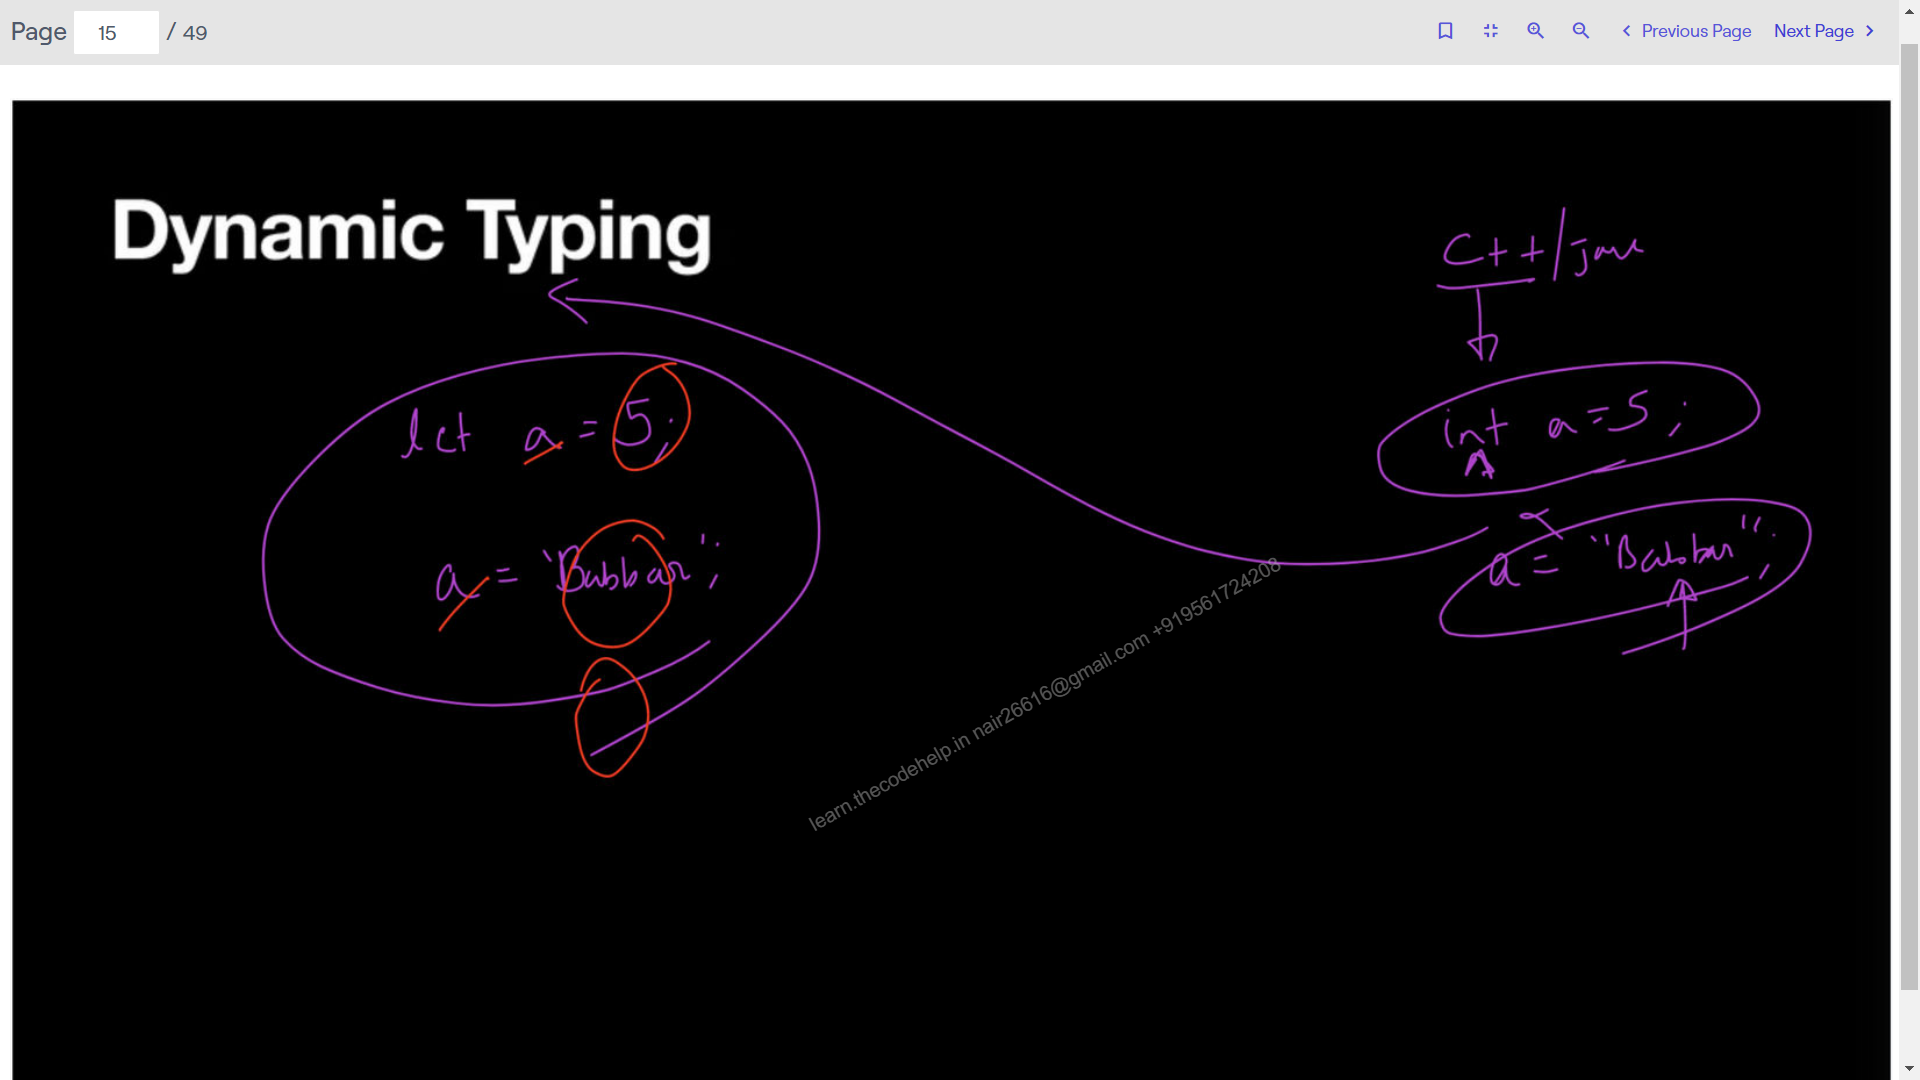 Page 15 / 49
Previous Page Next Page
Dynamic Typing
C++/java
let a = 5;
int a = 5;
a = "Babbar";
a = "Babbar";
learn.thecodehelp.in nair26616@gmail.com +919561724208